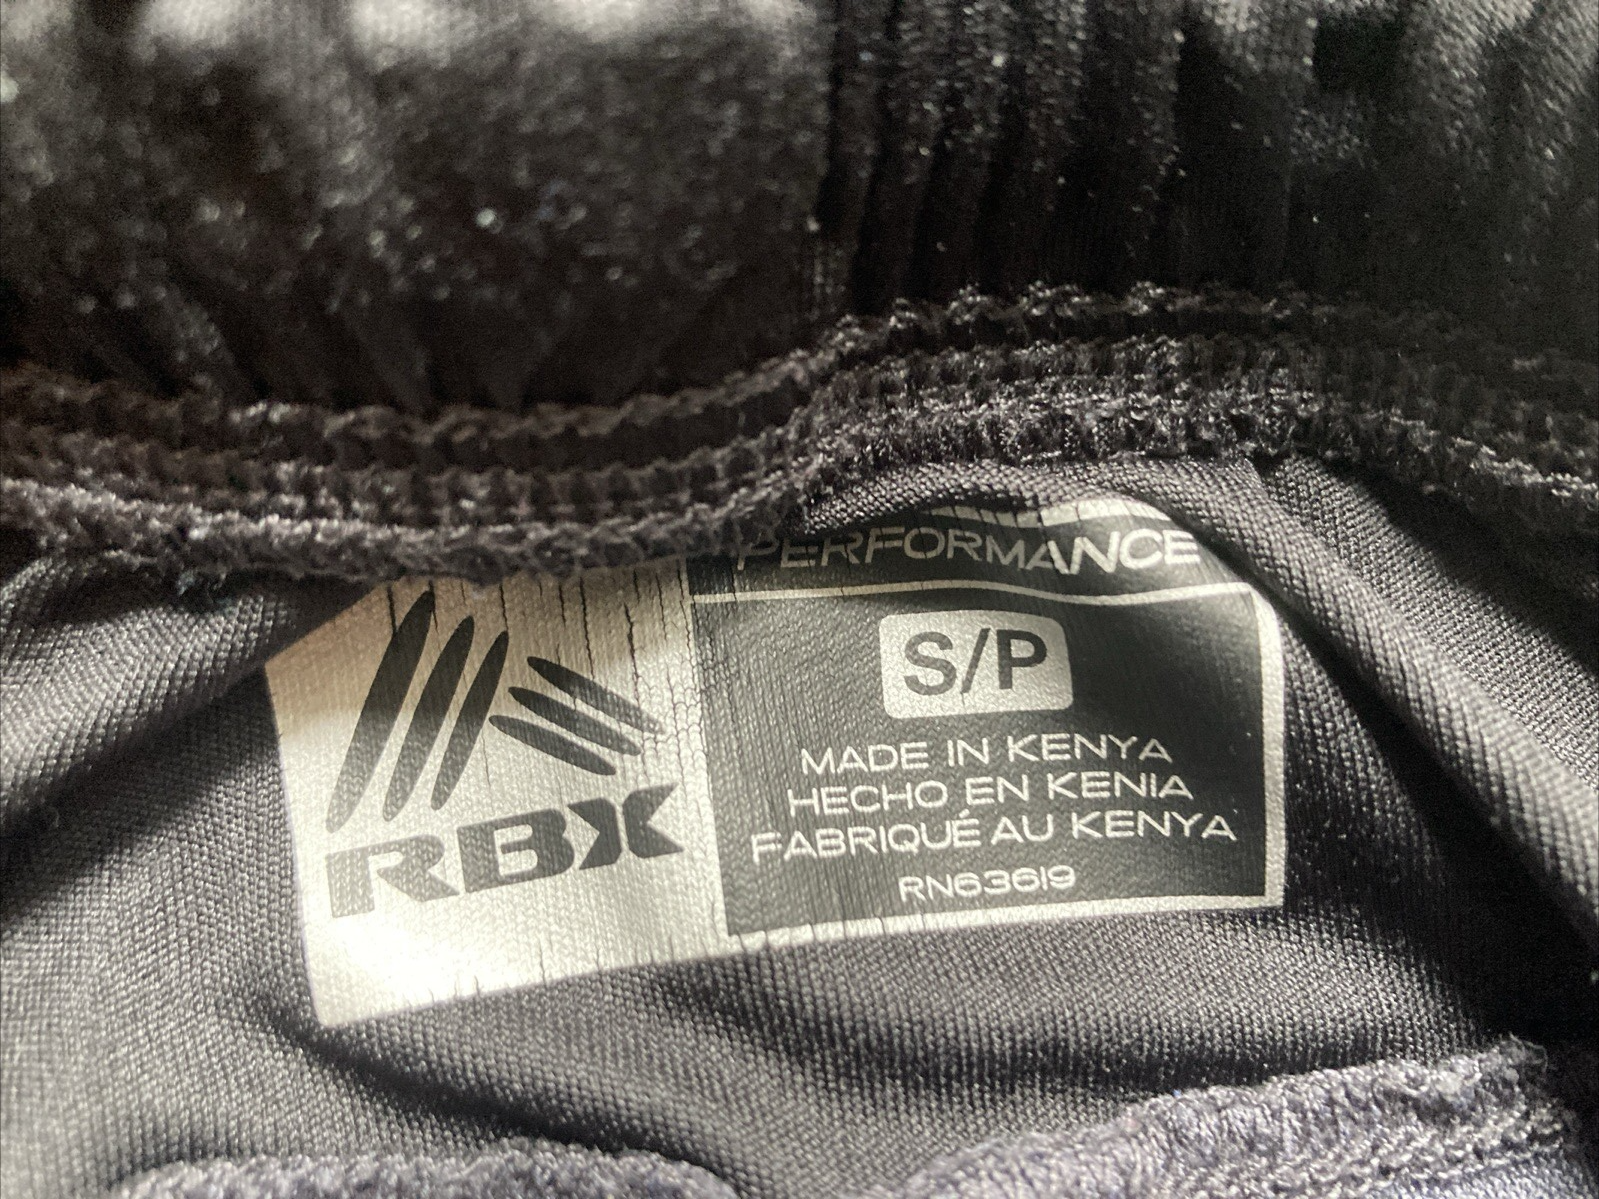 PERFORMANCE
S/P
MADE IN KENYA
HECHO EN KENIA
FABRIQUÉ AU KENYA
RN63619
RBX